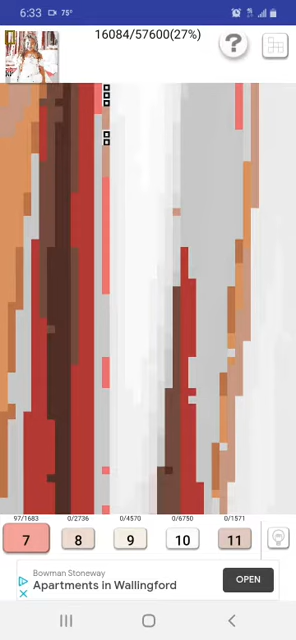 6:33 75°
16084/57600(27%)
?
97/1683 0/2736 0/4570 0/6750 0/1571
7 8 9 10 11
Bowman Stoneway
Apartments in Wallingford
OPEN